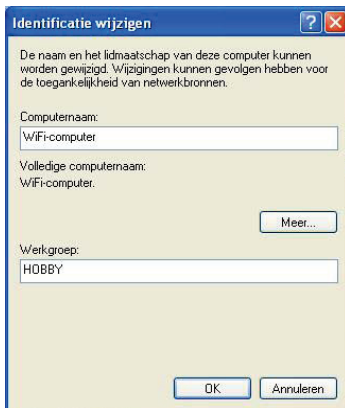 Identificatie wijzigen
De naam en het lidmaatschap van deze computer kunnen
worden gewijzigd. Wijzigingen kunnen gevolgen hebben voor
de toegankelijkheid van netwerkbronnen.
Computernaam:
WiFi-computer
Volledige computernaam:
WiFi-computer.
Meer...
Werkgroep:
HOBBY
OK
Annuleren